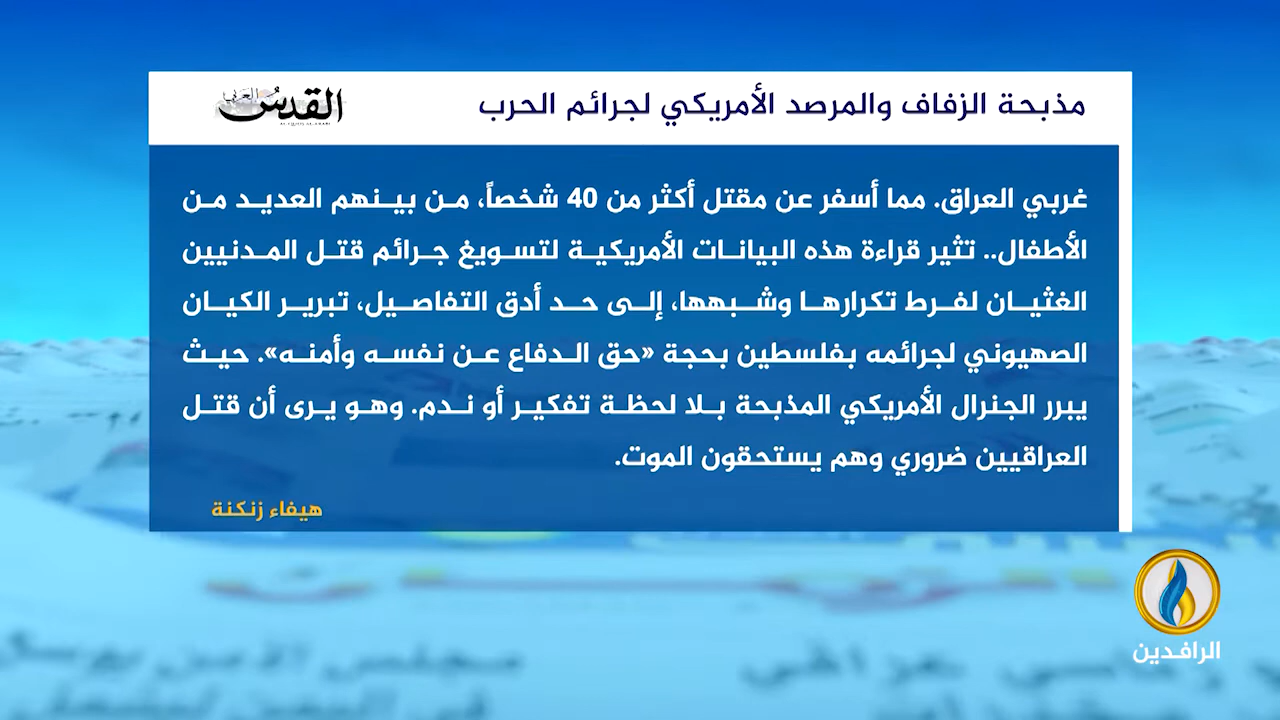 مذبحة الزفاف والمرصد الأمريكي لجرائم الحرب
القدس العربي
غربي العراق. مما أسفر عن مقتل أكثر من 40 شخصاً، من بينهم العديد من
الأطفال.. تثير قراءة هذه البيانات الأمريكية لتسويغ جرائم قتل المدنيين
الغثيان لفرط تكرارها وشبهها، إلى حد أدق التفاصيل، تبرير الكيان
الصهيوني لجرائمه بفلسطين بحجة «حق الدفاع عن نفسه وأمنه». حيث
يبرر الجنرال الأمريكي المذبحة بلا لحظة تفكير أو ندم. وهو يرى أن قتل
العراقيين ضروري وهم يستحقون الموت.
هيفاء زنكنة
الرافدين
مجلس الأمن